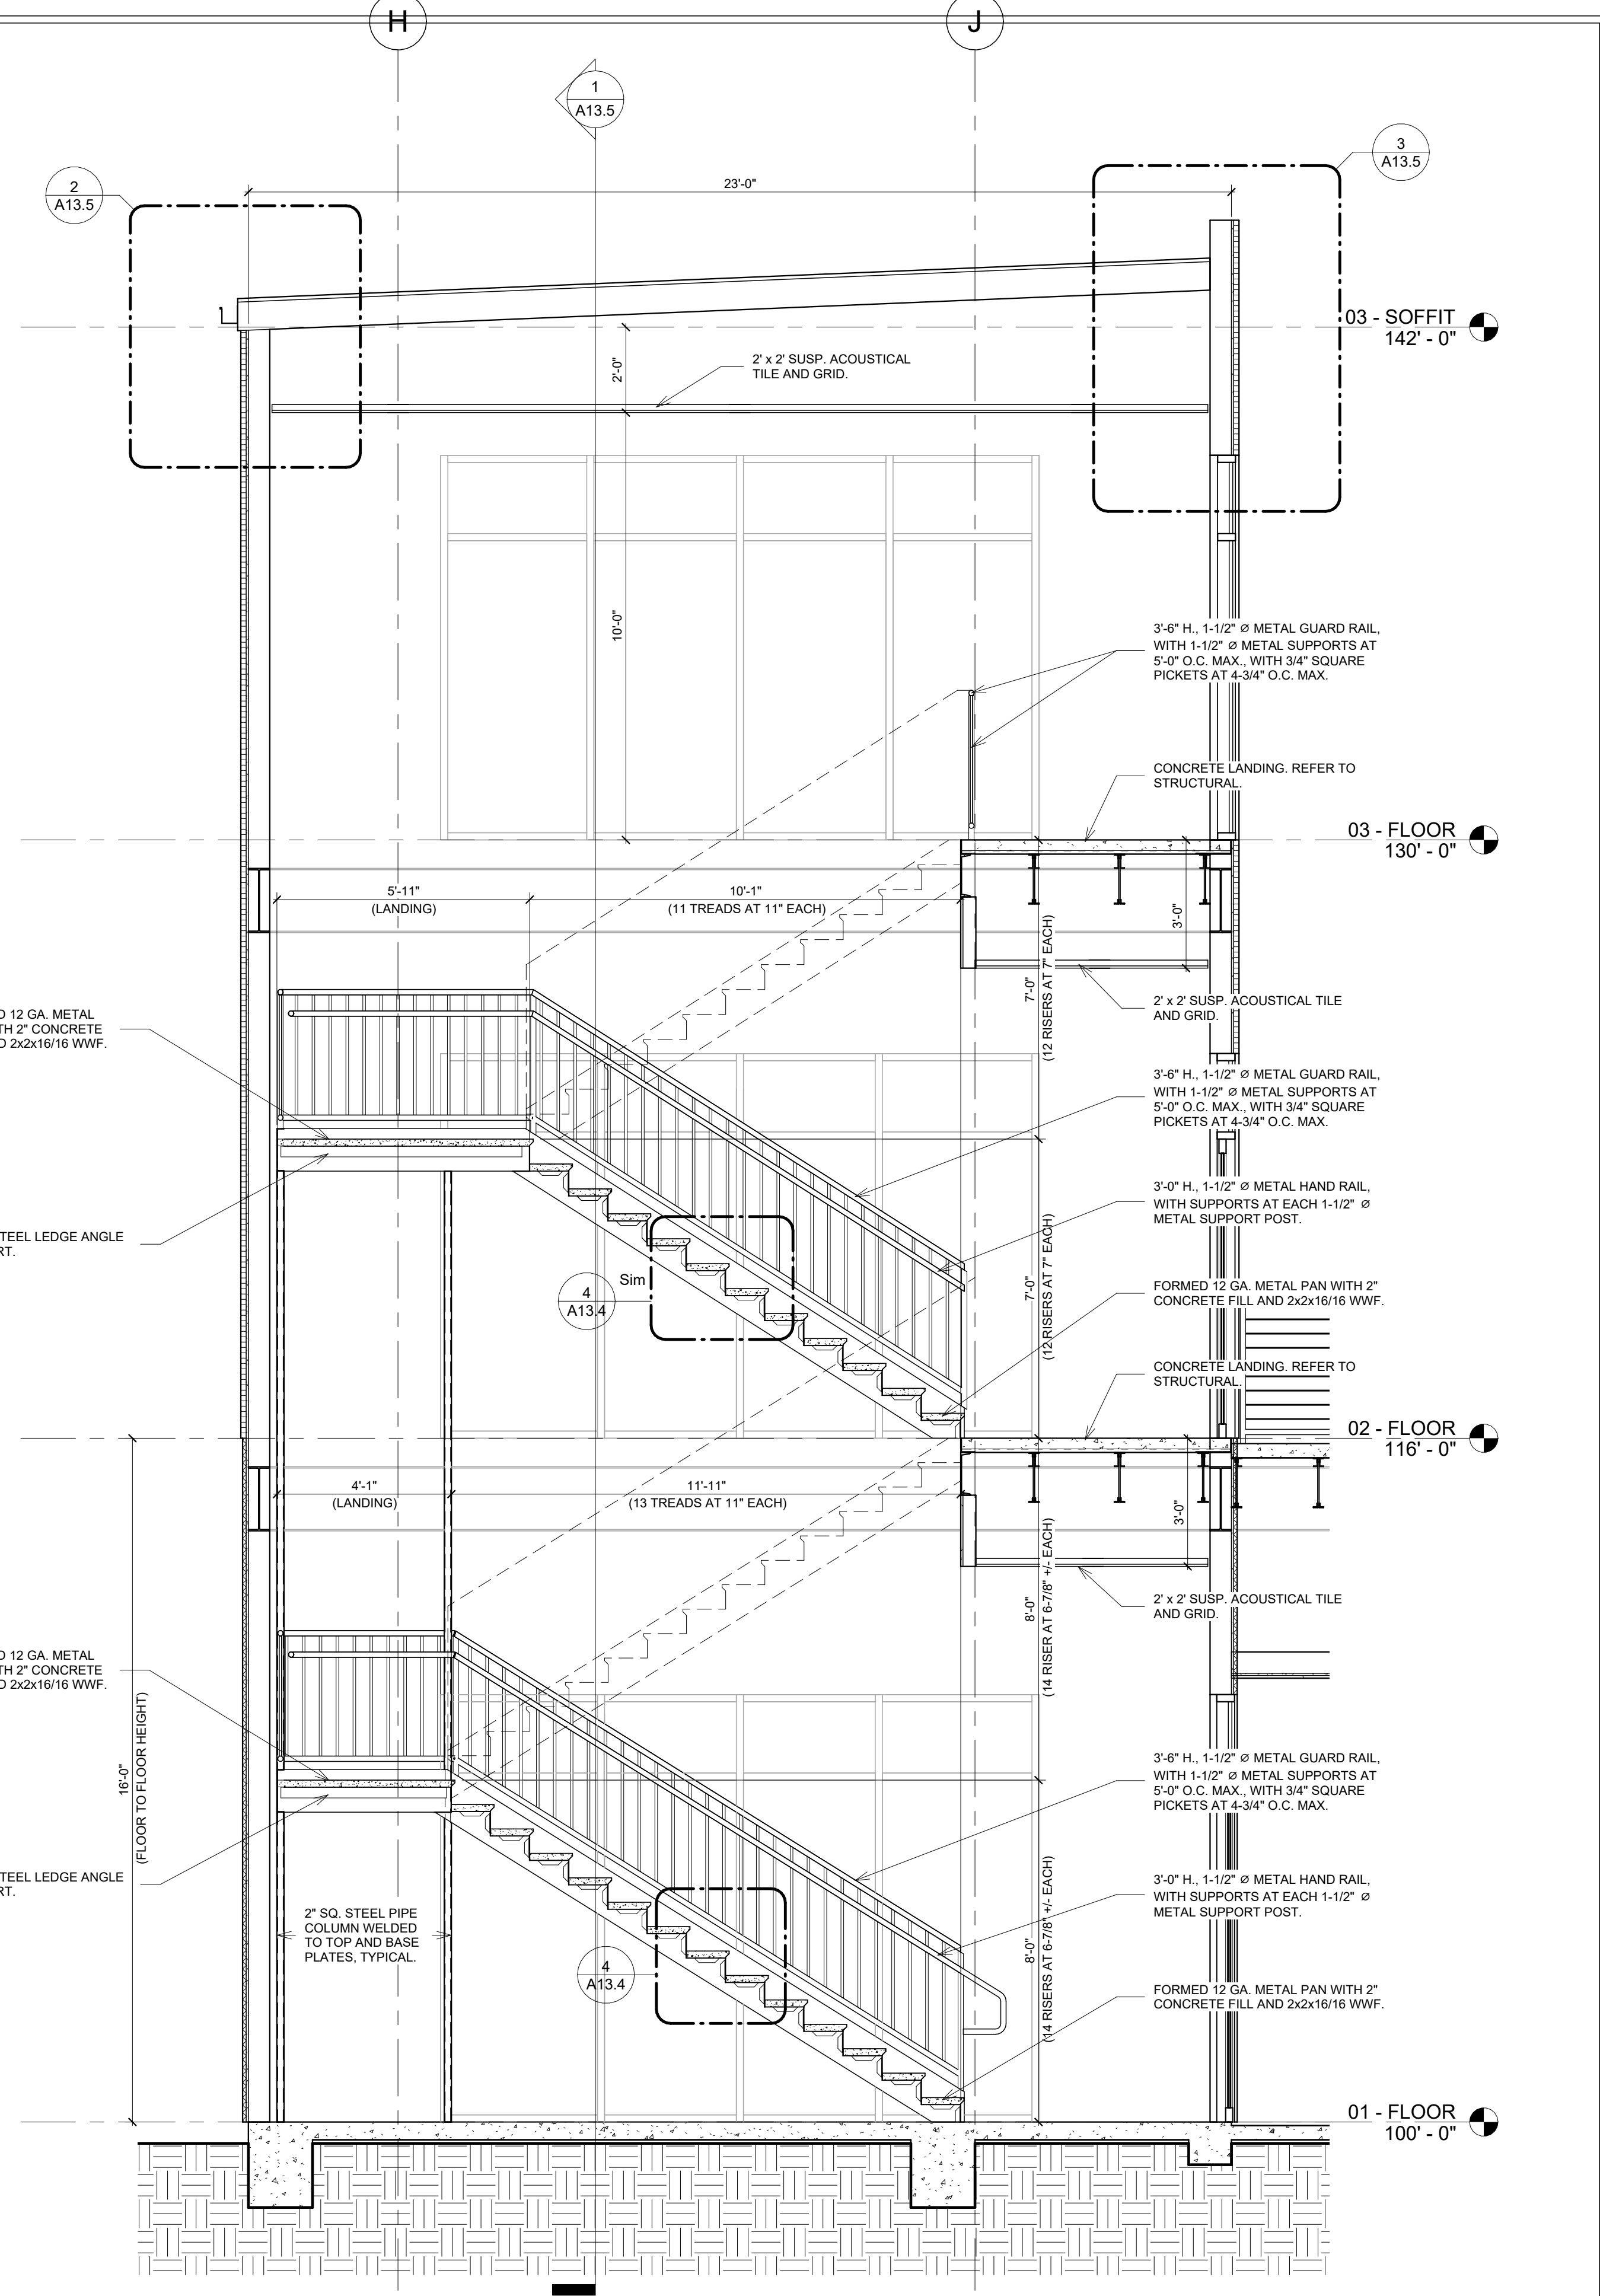 H
J
1
A13.5
2
A13.5
3
A13.5
23'-0"
03 - SOFFIT
142' - 0"
2'-0"
2' x 2' SUSP. ACOUSTICAL
TILE AND GRID.
10'-0"
3'-6" H., 1-1/2" Ø METAL GUARD RAIL,
WITH 1-1/2" Ø METAL SUPPORTS AT
5'-0" O.C. MAX., WITH 3/4" SQUARE
PICKETS AT 4-3/4" O.C. MAX.
CONCRETE LANDING. REFER TO
STRUCTURAL.
03 - FLOOR
130' - 0"
5'-11"
(LANDING)
10'-1"
(11 TREADS AT 11" EACH)
3'-0"
7'-0"
(12 RISERS AT 7" EACH)
2' x 2' SUSP. ACOUSTICAL TILE
AND GRID.
12 GA. METAL
2" CONCRETE
2x2x16/16 WWF.
3'-6" H., 1-1/2" Ø METAL GUARD RAIL,
WITH 1-1/2" Ø METAL SUPPORTS AT
5'-0" O.C. MAX., WITH 3/4" SQUARE
PICKETS AT 4-3/4" O.C. MAX.
3'-0" H., 1-1/2" Ø METAL HAND RAIL,
WITH SUPPORTS AT EACH 1-1/2" Ø
METAL SUPPORT POST.
LEDGE ANGLE
7'-0"
(12 RISERS AT 7" EACH)
Sim
4
A13.4
FORMED 12 GA. METAL PAN WITH 2"
CONCRETE FILL AND 2x2x16/16 WWF.
CONCRETE LANDING. REFER TO
STRUCTURAL.
02 - FLOOR
116' - 0"
4'-1"
(LANDING)
11'-11"
(13 TREADS AT 11" EACH)
3'-0"
8'-0"
(14 RISER AT 6-7/8" +/- EACH)
2' x 2' SUSP. ACOUSTICAL TILE
AND GRID.
12 GA. METAL
2" CONCRETE
2x2x16/16 WWF.
16'-0"
(FLOOR TO FLOOR HEIGHT)
3'-6" H., 1-1/2" Ø METAL GUARD RAIL,
WITH 1-1/2" Ø METAL SUPPORTS AT
5'-0" O.C. MAX., WITH 3/4" SQUARE
PICKETS AT 4-3/4" O.C. MAX.
LEDGE ANGLE
3'-0" H., 1-1/2" Ø METAL HAND RAIL,
WITH SUPPORTS AT EACH 1-1/2" Ø
METAL SUPPORT POST.
2" SQ. STEEL PIPE
COLUMN WELDED
TO TOP AND BASE
PLATES, TYPICAL.
8'-0"
(14 RISERS AT 6-7/8" +/- EACH)
4
A13.4
FORMED 12 GA. METAL PAN WITH 2"
CONCRETE FILL AND 2x2x16/16 WWF.
01 - FLOOR
100' - 0"